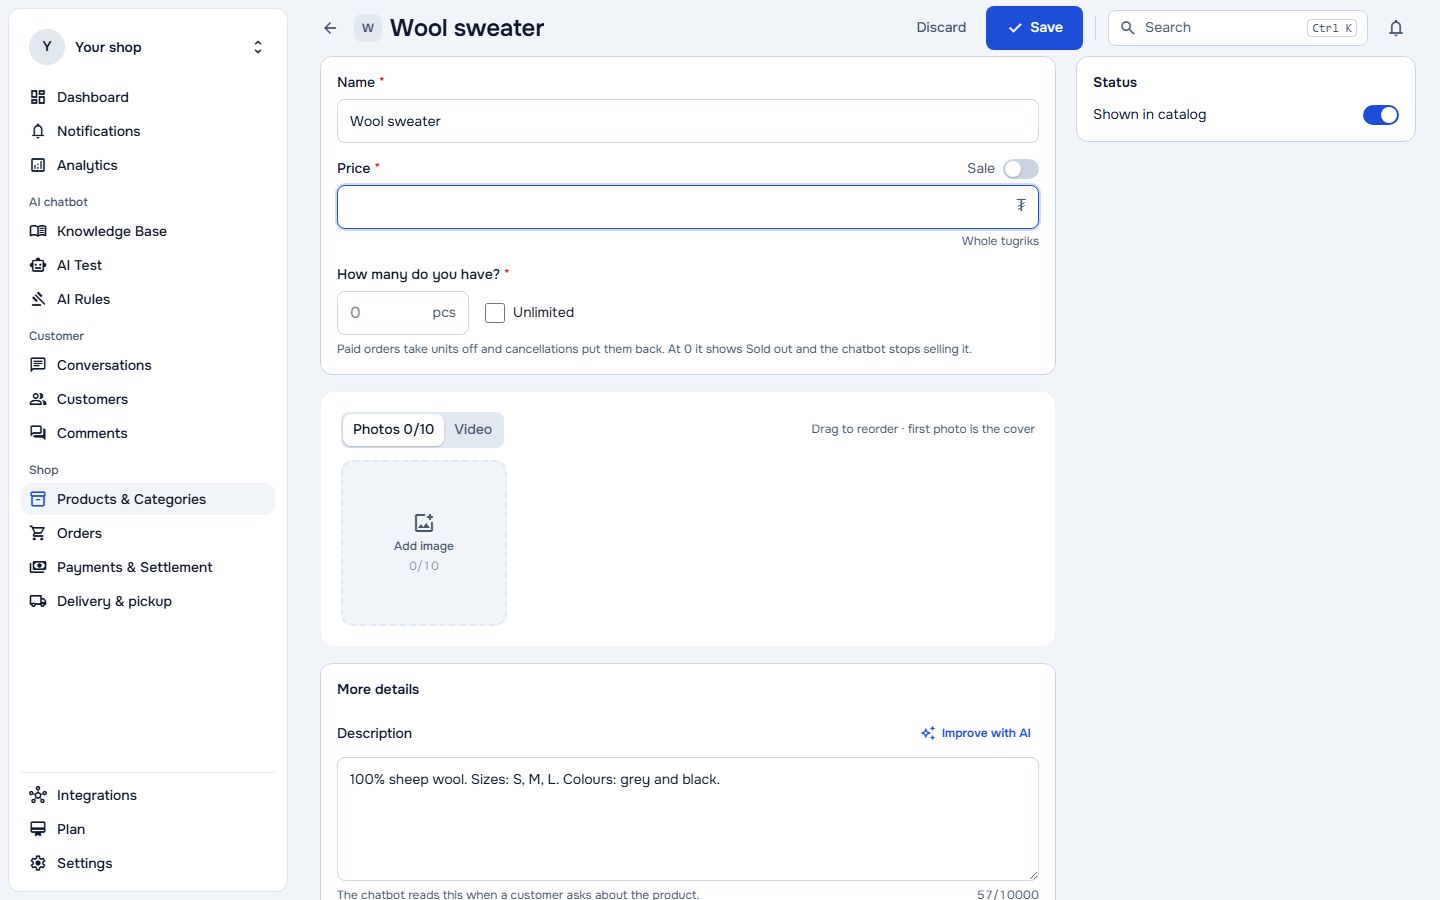 Y
Your shop
Dashboard
Notifications
Analytics
AI chatbot
Knowledge Base
AI Test
AI Rules
Customer
Conversations
Customers
Comments
Shop
Products & Categories
Orders
Payments & Settlement
Delivery & pickup
Integrations
Plan
Settings
W
Wool sweater
Discard
Save
Search
Ctrl K
Name *
Wool sweater
Price *
Sale
₮
Whole tugriks
How many do you have? *
0 pcs
Unlimited
Paid orders take units off and cancellations put them back. At 0 it shows Sold out and the chatbot stops selling it.
Photos 0/10
Video
Drag to reorder · first photo is the cover
Add image
0/10
More details
Description
Improve with AI
100% sheep wool. Sizes: S, M, L. Colours: grey and black.
The chatbot reads this when a customer asks about the product.
57/10000
Status
Shown in catalog